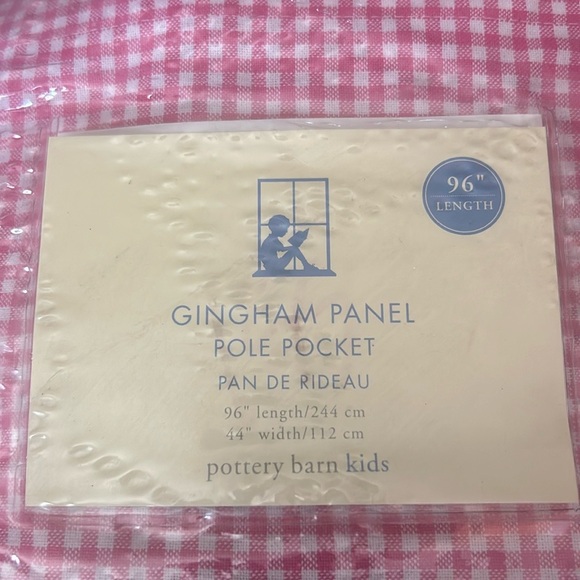 96"
LENGTH
GINGHAM PANEL
POLE POCKET
PAN DE RIDEAU
96" length/244 cm
44" width/112 cm
pottery barn kids